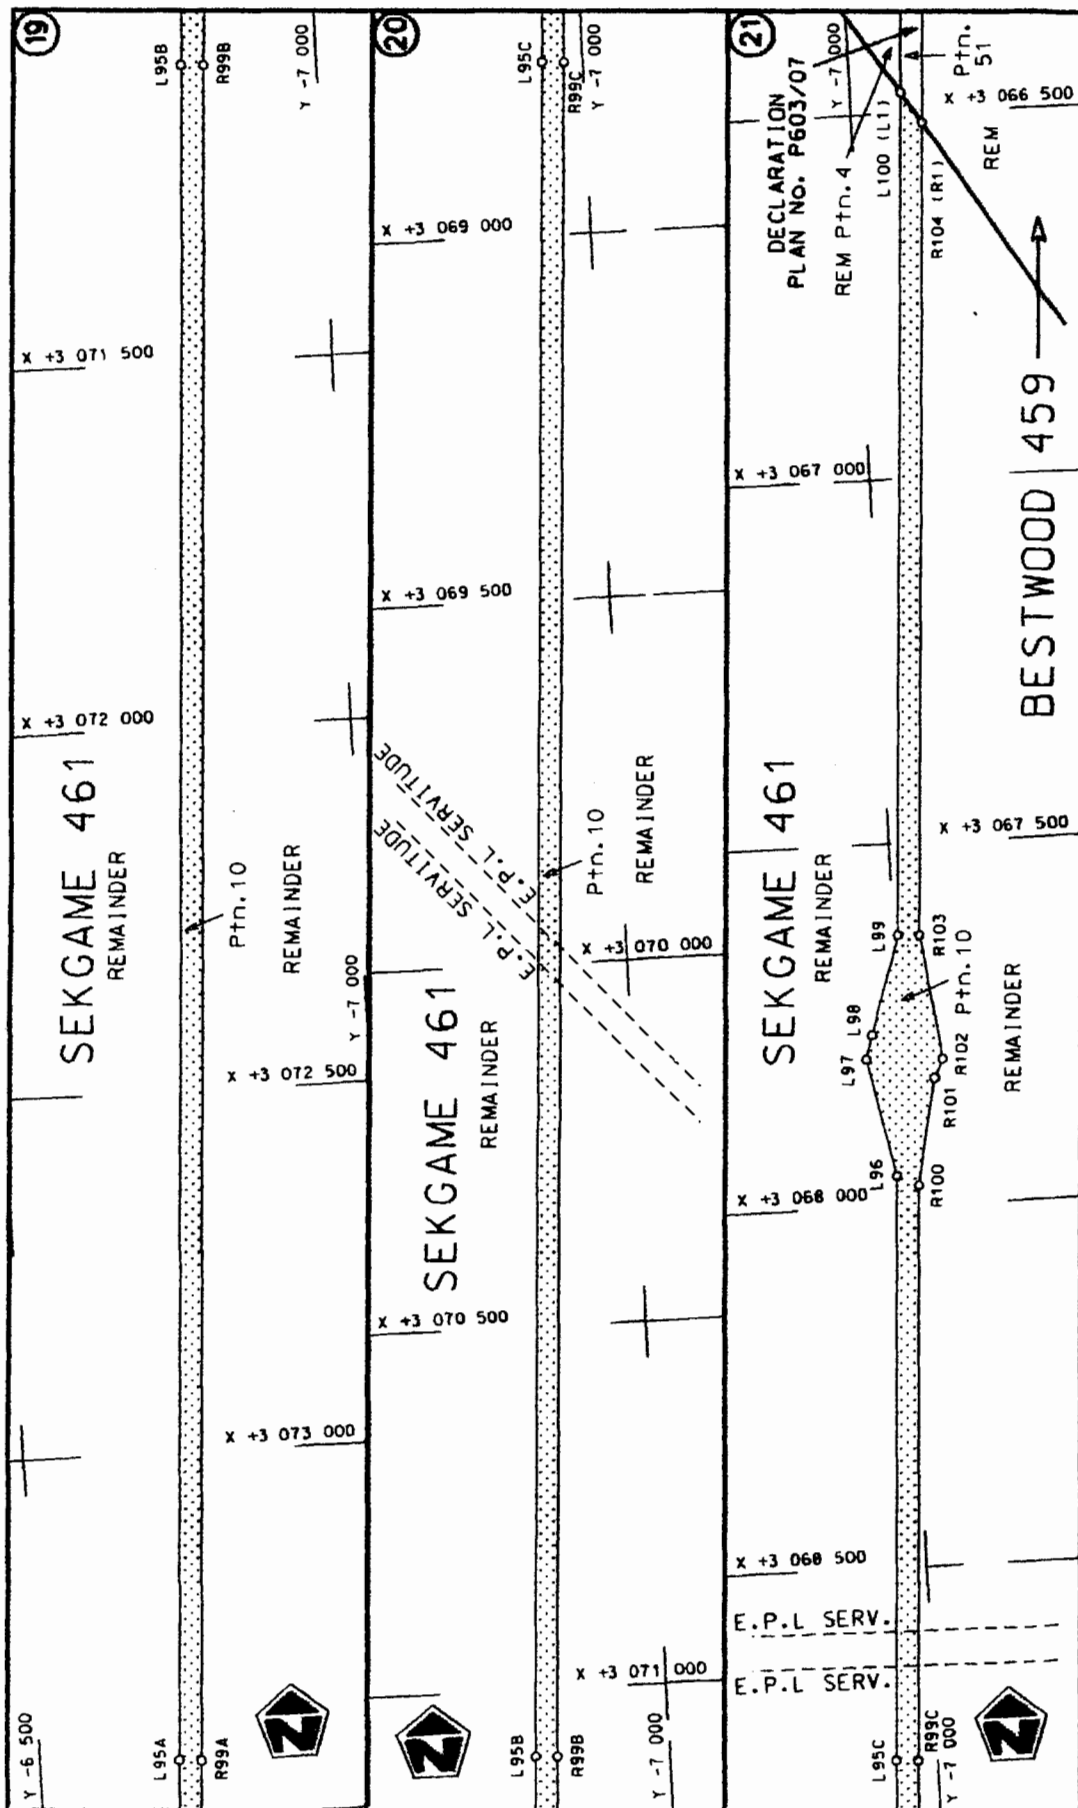 19
L95B
R99B
Y -7 000
X +3 071 500
X +3 072 000
SEKGAME 461
REMAINDER
Ptn.10
REMAINDER
Y -7 000
X +3 072 500
X +3 073 000
N
Y -6 500
L95A
R99A
20
L95C
R99C
Y -7 000
X +3 069 000
X +3 069 500
E.P.L SERVITUDE
E.P.L SERVITUDE
Ptn.10
REMAINDER
X +3 070 000
SEKGAME 461
REMAINDER
X +3 070 500
X +3 071 000
N
L95B
R99B
Y -7 000
21
DECLARATION
PLAN No. P603/07
Y -7 000
REM Ptn.4
L100 (L1)
R104 (R1)
Ptn.
51
X +3 066 500
REM
X +3 067 000
BESTWOOD 459
SEKGAME 461
REMAINDER
X +3 067 500
L99
R103
L98
L97
Ptn.10
R102
R101
REMAINDER
L96
R100
X +3 068 000
X +3 068 500
E.P.L SERV.
E.P.L SERV.
N
L95C
R99C
Y -7 000